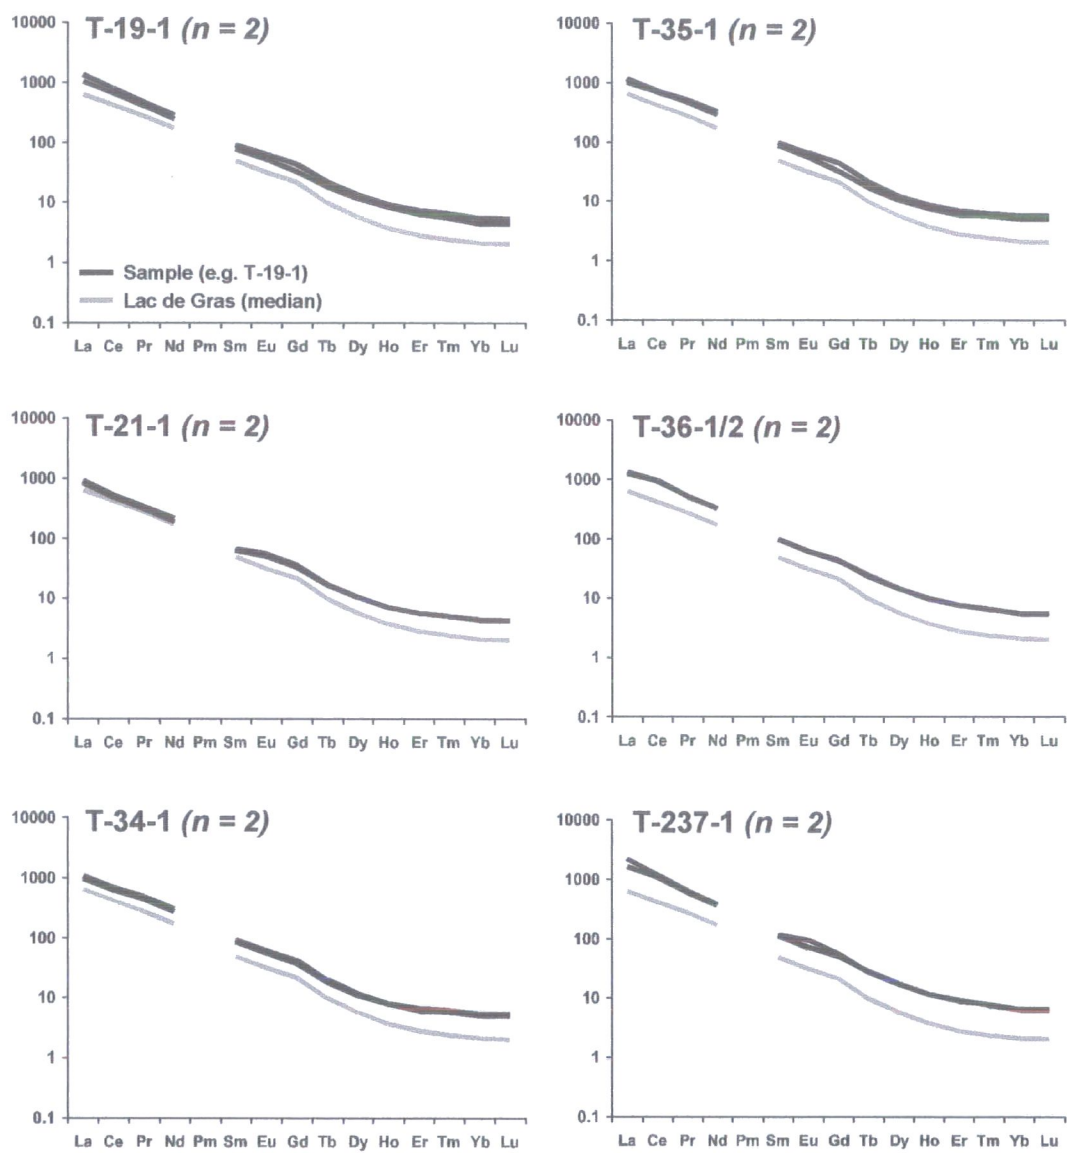 T-19-1 (n = 2)
10000
1000
100
10
1
0.1
Sample (e.g. T-19-1)
Lac de Gras (median)
La Ce Pr Nd Pm Sm Eu Gd Tb Dy Ho Er Tm Yb Lu
T-35-1 (n = 2)
10000
1000
100
10
1
0.1
La Ce Pr Nd Pm Sm Eu Gd Tb Dy Ho Er Tm Yb Lu
T-21-1 (n = 2)
10000
1000
100
10
1
0.1
La Ce Pr Nd Pm Sm Eu Gd Tb Dy Ho Er Tm Yb Lu
T-36-1/2 (n = 2)
10000
1000
100
10
1
0.1
La Ce Pr Nd Pm Sm Eu Gd Tb Dy Ho Er Tm Yb Lu
T-34-1 (n = 2)
10000
1000
100
10
1
0.1
La Ce Pr Nd Pm Sm Eu Gd Tb Dy Ho Er Tm Yb Lu
T-237-1 (n = 2)
10000
1000
100
10
1
0.1
La Ce Pr Nd Pm Sm Eu Gd Tb Dy Ho Er Tm Yb Lu